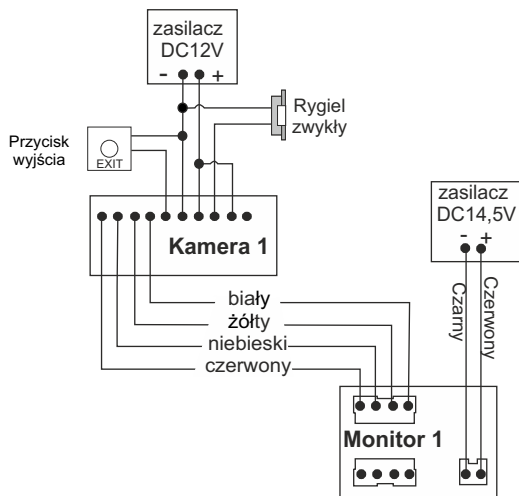 zasilacz
DC12V
- +
Rygiel
zwykły
Przycisk
wyjścia
EXIT
zasilacz
DC14,5V
- +
Kamera 1
Czarny
Czerwony
biały
żółty
niebieski
czerwony
Monitor 1